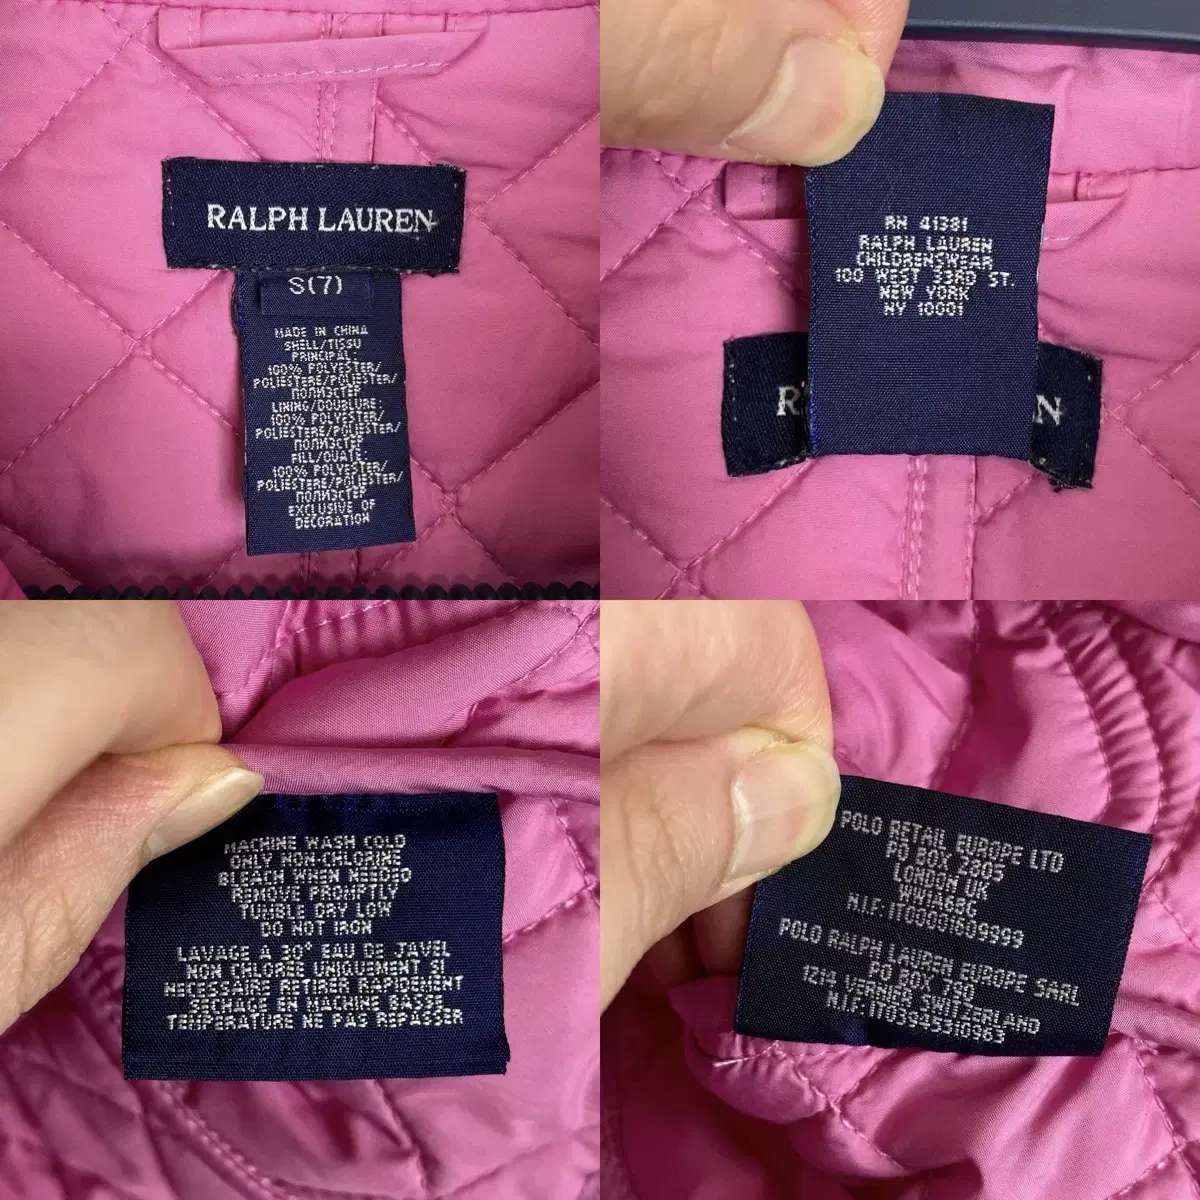 RALPH LAUREN
S(7)
MADE IN CHINA
SHELL/TISSU
PRINCIPAL:
100% POLYESTER/
POLIESTERE/POLIESTER/
ПОЛИЭСТЕР
LINING/DOUBLURE:
100% POLYESTER/
POLIESTERE/POLIESTER/
ПОЛИЭСТЕР
FILL/OUATE:
100% POLYESTER/
POLIESTERE/POLIESTER/
ПОЛИЭСТЕР
EXCLUSIVE OF
DECORATION
RN 41381
RALPH LAUREN
CHILDRENSWEAR
100 WEST 33RD ST.
NEW YORK
NY 10001
R
N
MACHINE WASH COLD
ONLY NON-CHLORINE
BLEACH WHEN NEEDED
REMOVE PROMPTLY
TUMBLE DRY LOW
DO NOT IRON
LAVAGE A 30° EAU DE JAVEL
NON CHLOREE UNIQUEMENT SI
NECESSAIRE RETIRER RAPIDEMENT
SECHAGE EN MACHINE BASSE
TEMPERATURE NE PAS REPASSER
POLO RETAIL EUROPE LTD
PO BOX 2805
LONDON UK
W1A
N.I.F: IT00001809999
POLO RALPH LAUREN EUROPE SARL
PO BOX 760
1214 VERNIER SWITZERLAND